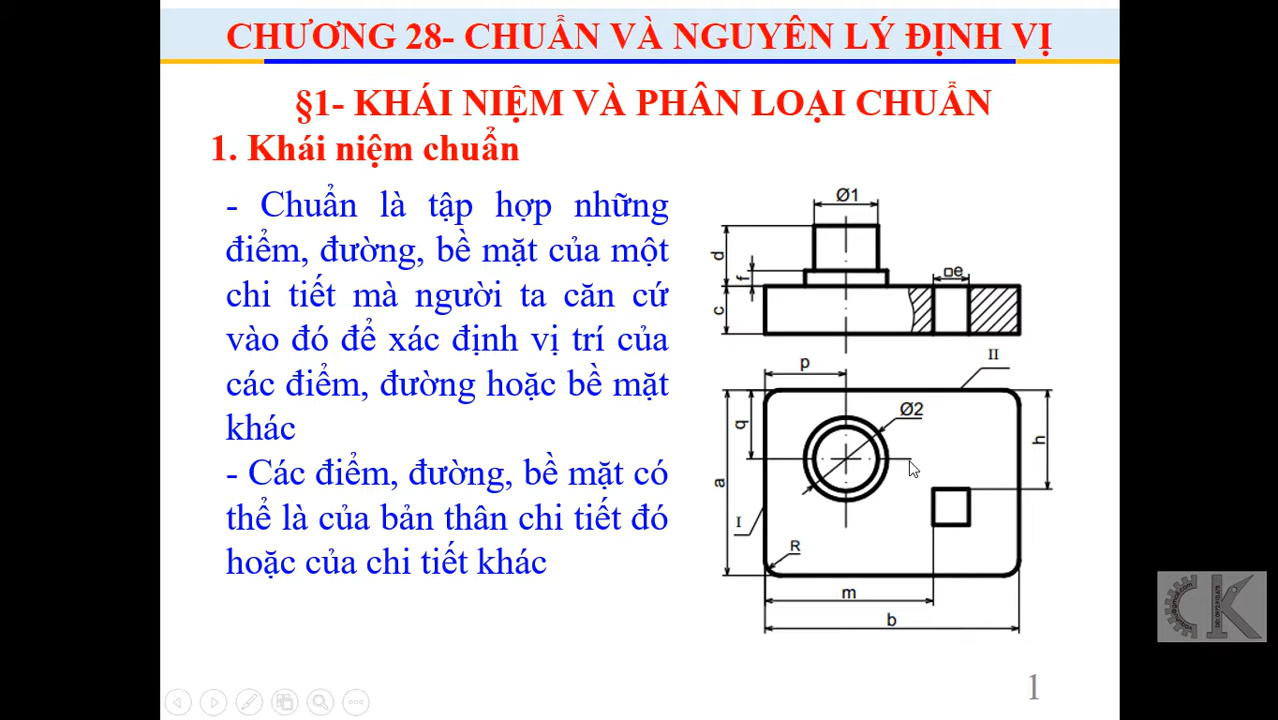 CHƯƠNG 28- CHUẨN VÀ NGUYÊN LÝ ĐỊNH VỊ
§1- KHÁI NIỆM VÀ PHÂN LOẠI CHUẨN
1. Khái niệm chuẩn
- Chuẩn là tập hợp những
điểm, đường, bề mặt của một
chi tiết mà người ta căn cứ
vào đó để xác định vị trí của
các điểm, đường hoặc bề mặt
khác
- Các điểm, đường, bề mặt có
thể là của bản thân chi tiết đó
hoặc của chi tiết khác
Ø1
d
f
□e
c
p
II
Ø2
q
h
a
I
R
m
b
1